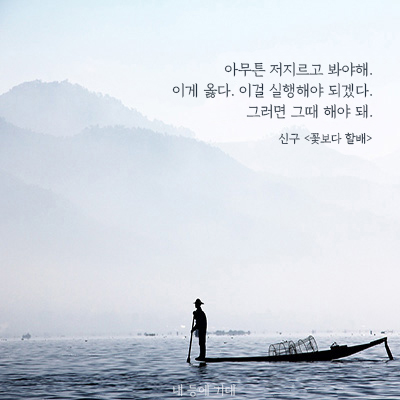 아무튼 저지르고 봐야해.
이게 옳다. 이걸 실행해야 되겠다.
그러면 그때 해야 돼.
신구 <꽃보다 할배>
내 등에 기대